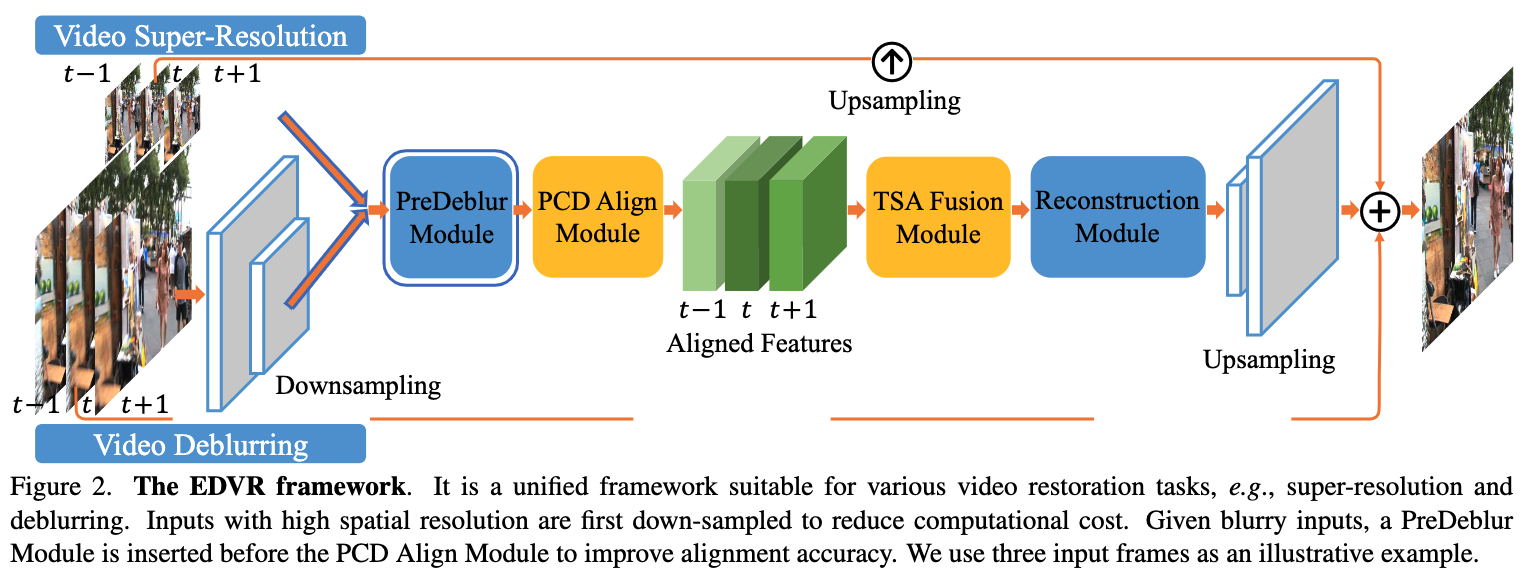 Video Super-Resolution
t−1 t t+1
Upsampling
PreDeblur Module
PCD Align Module
TSA Fusion Module
Reconstruction Module
t−1 t t+1
Aligned Features
Upsampling
Downsampling
t−1 t t+1
Video Deblurring
Figure 2. The EDVR framework. It is a unified framework suitable for various video restoration tasks, e.g., super-resolution and
deblurring. Inputs with high spatial resolution are first down-sampled to reduce computational cost. Given blurry inputs, a PreDeblur
Module is inserted before the PCD Align Module to improve alignment accuracy. We use three input frames as an illustrative example.